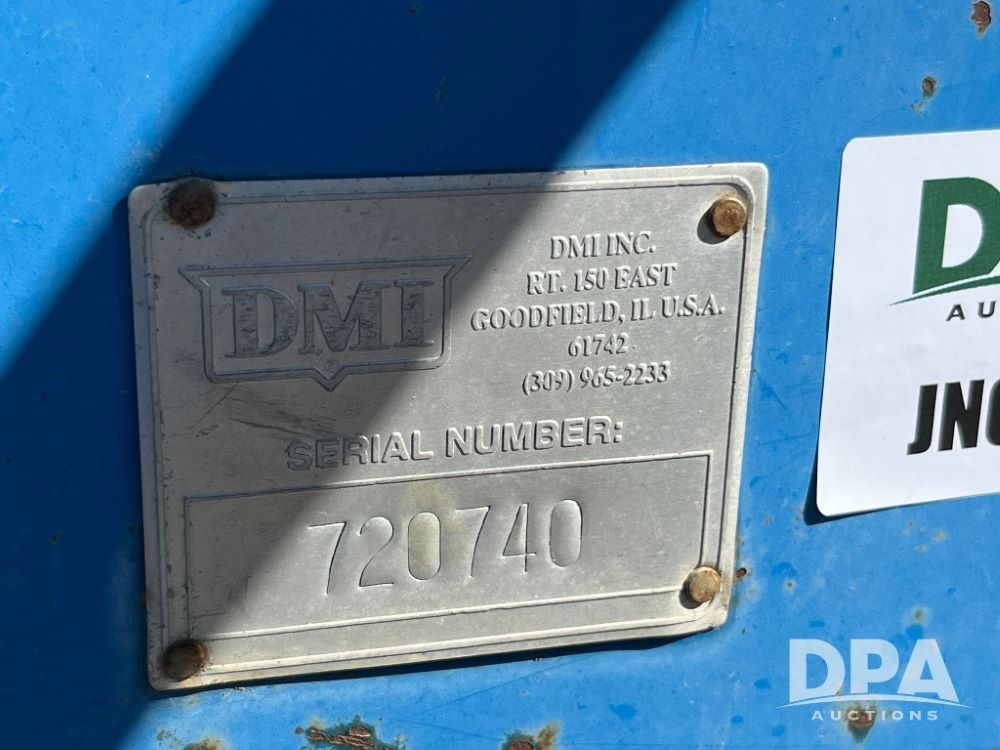 DMI
DMI INC.
RT. 150 EAST
GOODFIELD, IL U.S.A.
61742
(309) 965-2233
SERIAL NUMBER:
720740
DPA
AUCTIONS